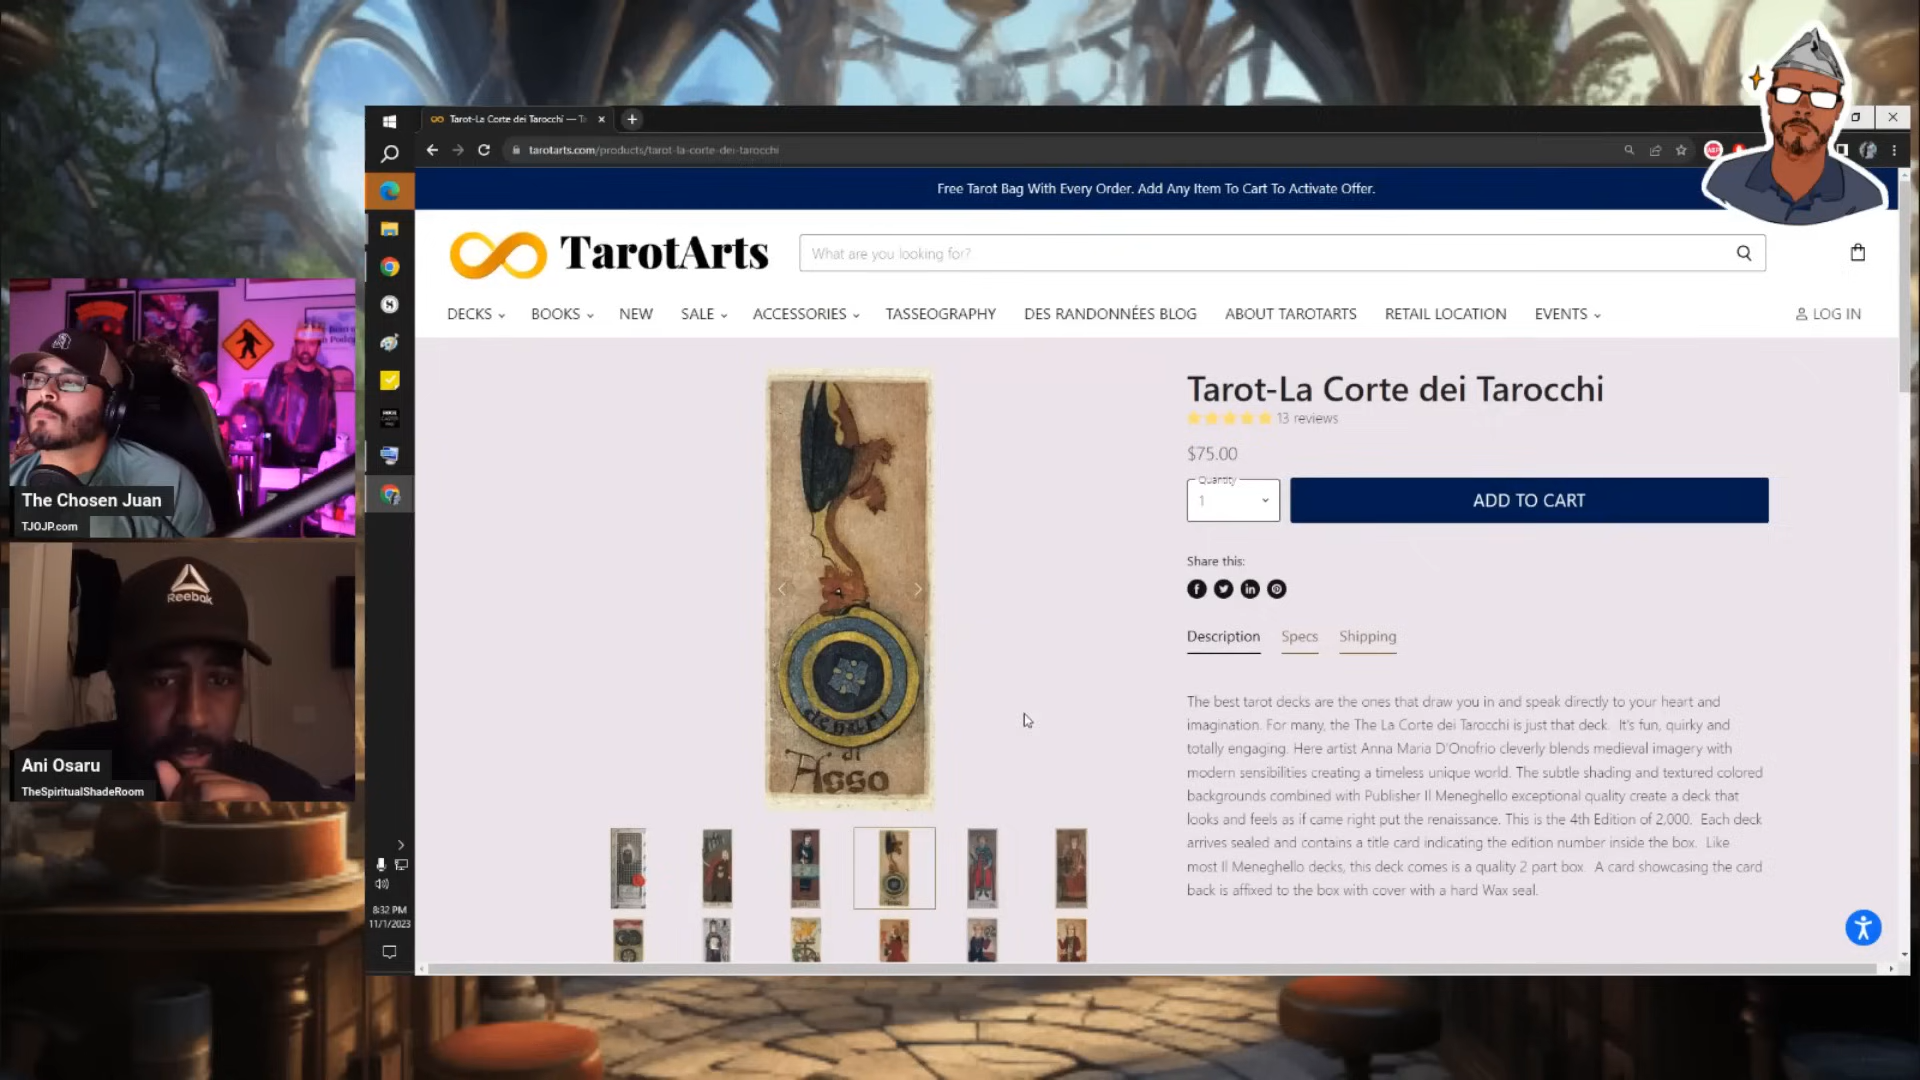 Tarot-La Corte dei Tarocchi — T
tarotarts.com/products/tarot-la-corte-dei-tarocchi
Free Tarot Bag With Every Order. Add Any Item To Cart To Activate Offer.
TarotArts
What are you looking for?
DECKS
BOOKS
NEW
SALE
ACCESSORIES
TASSEOGRAPHY
DES RANDONNÉES BLOG
ABOUT TAROTARTS
RETAIL LOCATION
EVENTS
LOG IN
Tarot-La Corte dei Tarocchi
13 reviews
$75.00
Quantity
1
ADD TO CART
Share this:
Description
Specs
Shipping
The best tarot decks are the ones that draw you in and speak directly to your heart and
imagination. For many, the The La Corte dei Tarocchi is just that deck. It's fun, quirky and
totally engaging. Here artist Anna Maria D'Onofrio cleverly blends medieval imagery with
modern sensibilities creating a timeless unique world. The subtle shading and textured colored
backgrounds combined with Publisher Il Meneghello exceptional quality create a deck that
looks and feels as if came right put the renaissance. This is the 4th Edition of 2,000. Each deck
arrives sealed and contains a title card indicating the edition number inside the box. Like
most Il Meneghello decks, this deck comes is a quality 2 part box. A card showcasing the card
back is affixed to the box with cover with a hard Wax seal.
denari
di
Asso
The Chosen Juan
TJOJP.com
Reebok
Ani Osaru
TheSpiritualShadeRoom
8:32 PM
11/1/2023